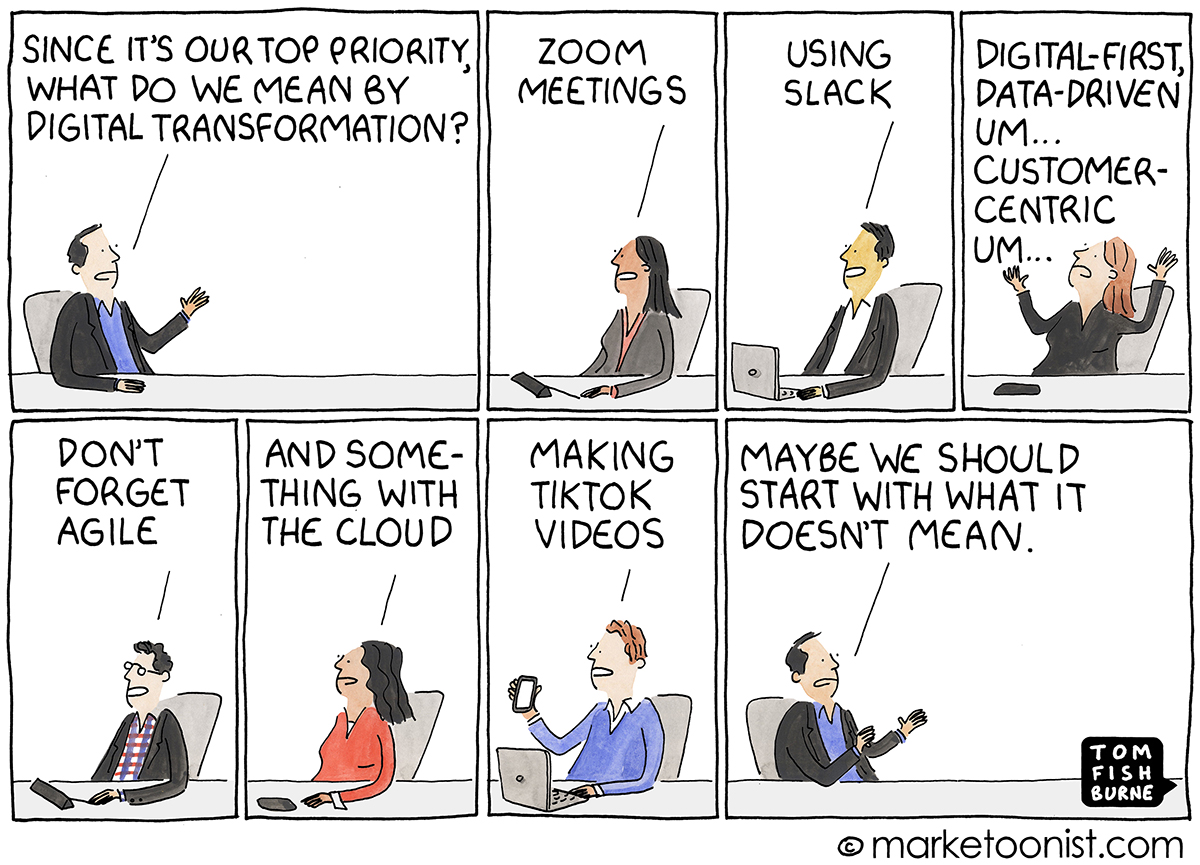 SINCE IT'S OUR TOP PRIORITY,
WHAT DO WE MEAN BY
DIGITAL TRANSFORMATION?
ZOOM
MEETINGS
USING
SLACK
DIGITAL-FIRST,
DATA-DRIVEN
UM...
CUSTOMER-
CENTRIC
UM...
DON'T
FORGET
AGILE
AND SOME-
THING WITH
THE CLOUD
MAKING
TIKTOK
VIDEOS
MAYBE WE SHOULD
START WITH WHAT IT
DOESN'T MEAN.
TOM
FISH
BURNE
© marketoonist.com